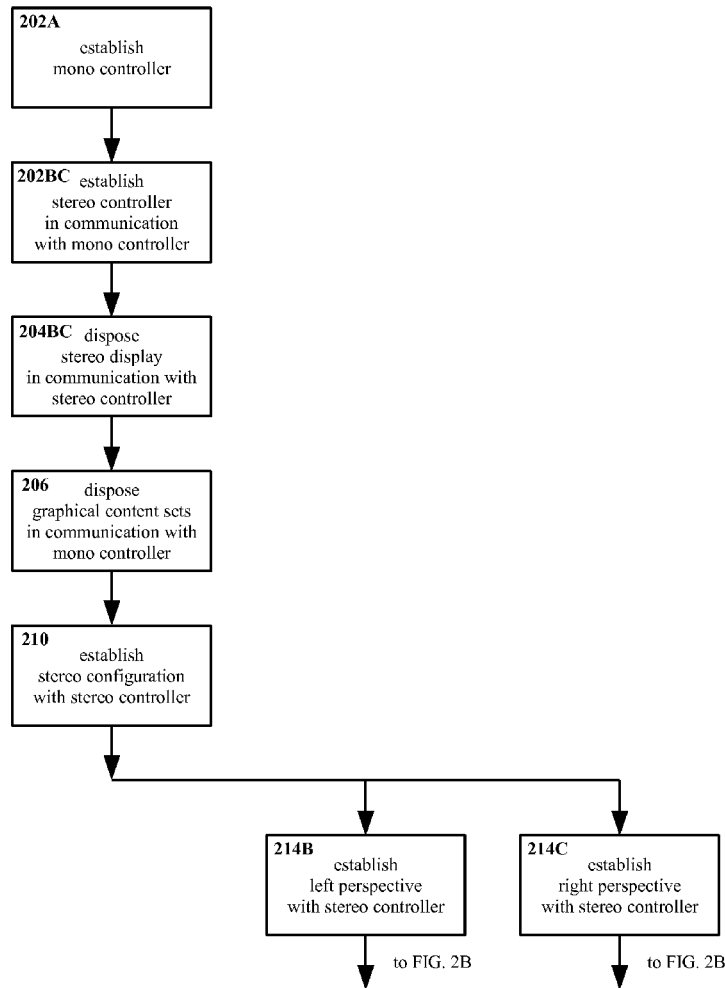 202A
establish
mono controller
202BC establish
stereo controller
in communication
with mono controller
204BC dispose
stereo display
in communication with
stereo controller
206
dispose
graphical content sets
in communication with
mono controller
210
establish
stereo configuration
with stereo controller
214B
establish
left perspective
with stereo controller
214C
establish
right perspective
with stereo controller
to FIG. 2B
to FIG. 2B